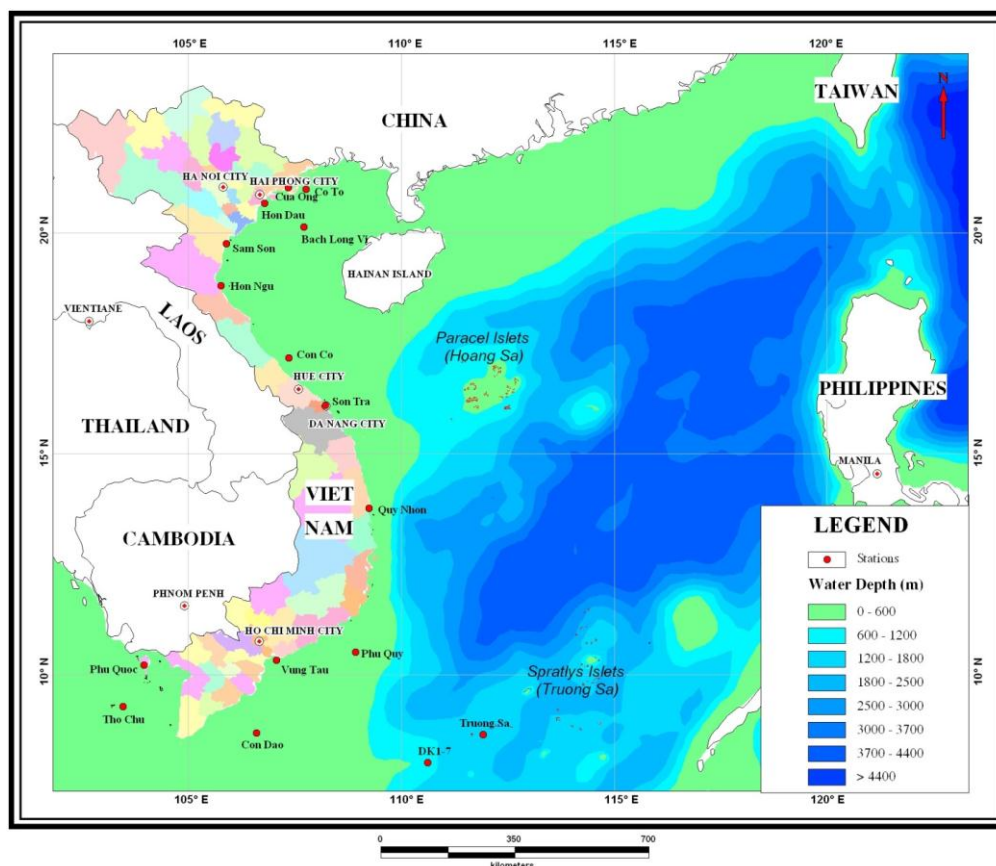 105° E 110° E 115° E 120° E
TAIWAN
N
CHINA
HA NOI CITY
HAI PHONG CITY
Co To
Cua Ong
Hon Dau
20° N
20° N
Bach Long Vi
Sam Son
HAINAN ISLAND
Hon Ngu
VIENTIANE
LAOS
Paracel Islets
(Hoang Sa)
Con Co
HUE CITY
PHILIPPINES
Son Tra
THAILAND
DA NANG CITY
15° N
15° N
MANILA
VIET
NAM
Quy Nhon
CAMBODIA
PHNOM PENH
HO CHI MINH CITY
Phu Quy
Phu Quoc
Vung Tau
10° N
10° N
Spratlys Islets
(Truong Sa)
Tho Chu
Truong Sa
Con Dao
DK1-7
LEGEND
Stations
Water Depth (m)
0 - 600
600 - 1200
1200 - 1800
1800 - 2500
2500 - 3000
3000 - 3700
3700 - 4400
> 4400
105° E 110° E 115° E 120° E
0 350 700
kilometers